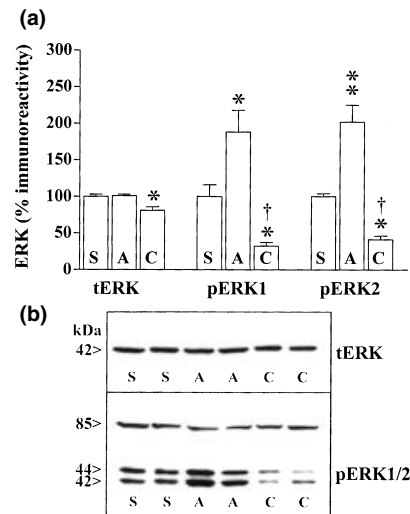 (a)
ERK (% immunoreactivity)
300
250
200
150
100
50
0
*
*
†
*
*
*
†
*
S A C S A C S A C
tERK pERK1 pERK2
(b)
kDa
42> tERK
S S A A C C
85>
44> pERK1/2
42>
S S A A C C